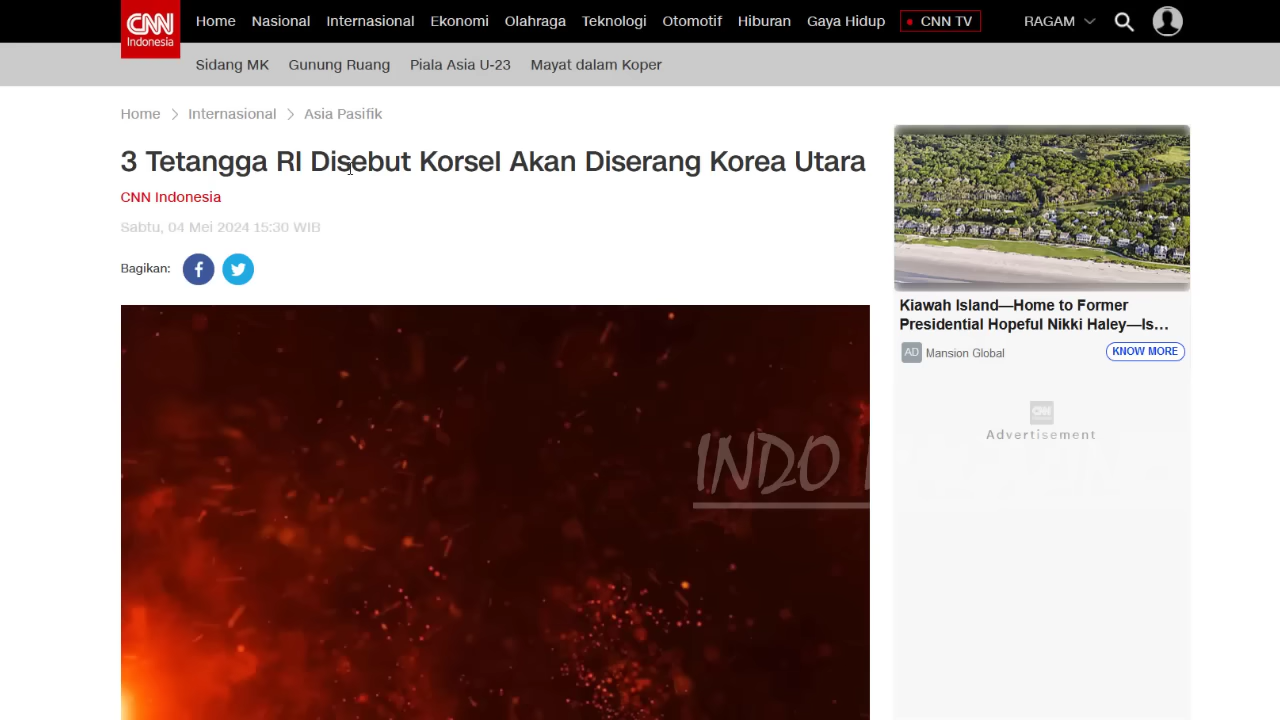 CNN
Indonesia
Home Nasional Internasional Ekonomi Olahraga Teknologi Otomotif Hiburan Gaya Hidup CNN TV RAGAM
Sidang MK Gunung Ruang Piala Asia U-23 Mayat dalam Koper
Home Internasional Asia Pasifik
3 Tetangga RI Disebut Korsel Akan Diserang Korea Utara
CNN Indonesia
Sabtu, 04 Mei 2024 15:30 WIB
Bagikan:
INDO
Kiawah Island—Home to Former
Presidential Hopeful Nikki Haley—Is...
AD Mansion Global KNOW MORE
CNN
Advertisement